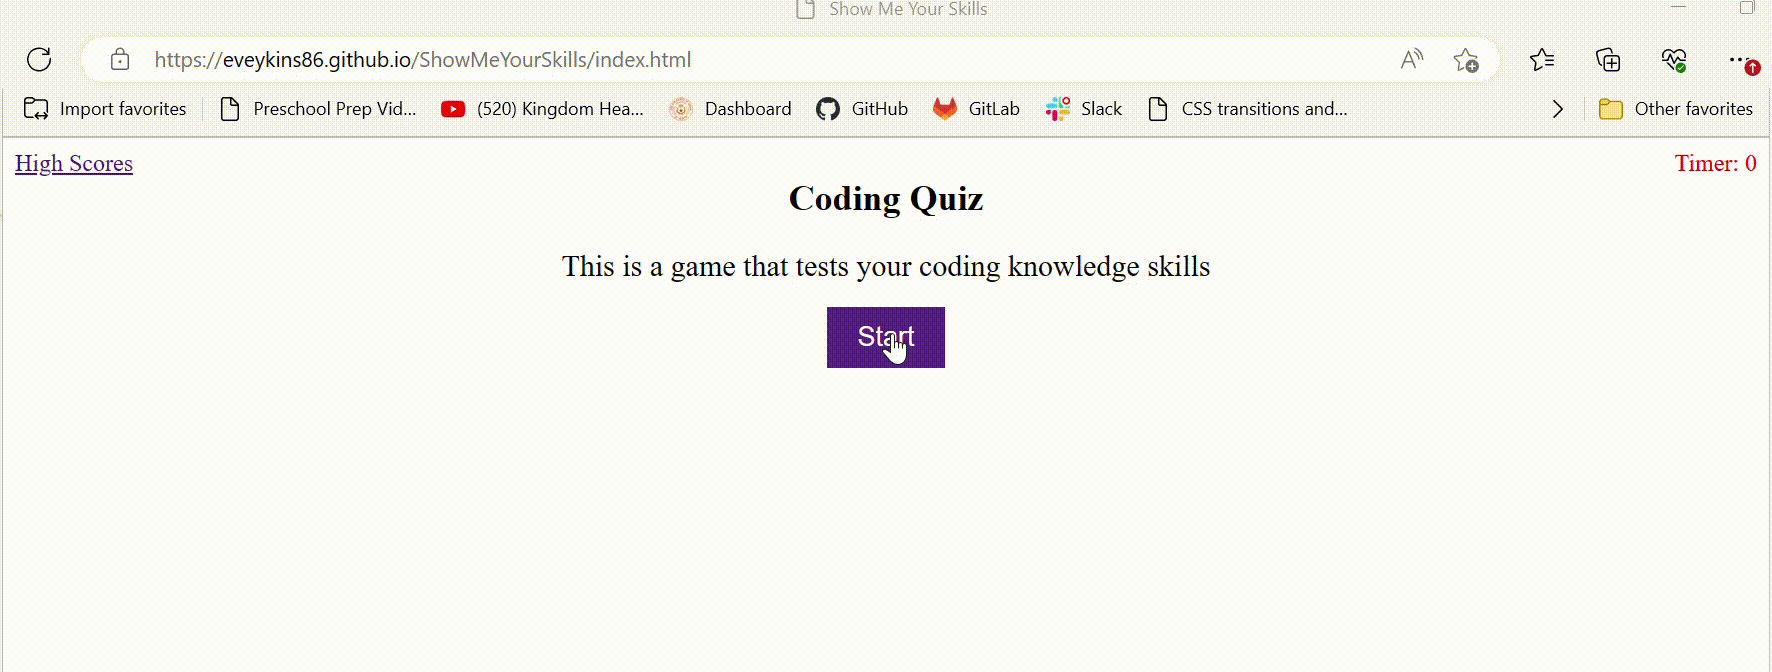 Show Me Your Skills
https://eveykins86.github.io/ShowMeYourSkills/index.html
Import favorites Preschool Prep Vid... (520) Kingdom Hea... Dashboard GitHub GitLab Slack CSS transitions and... Other favorites
High Scores Timer: 0
Coding Quiz
This is a game that tests your coding knowledge skills
Start